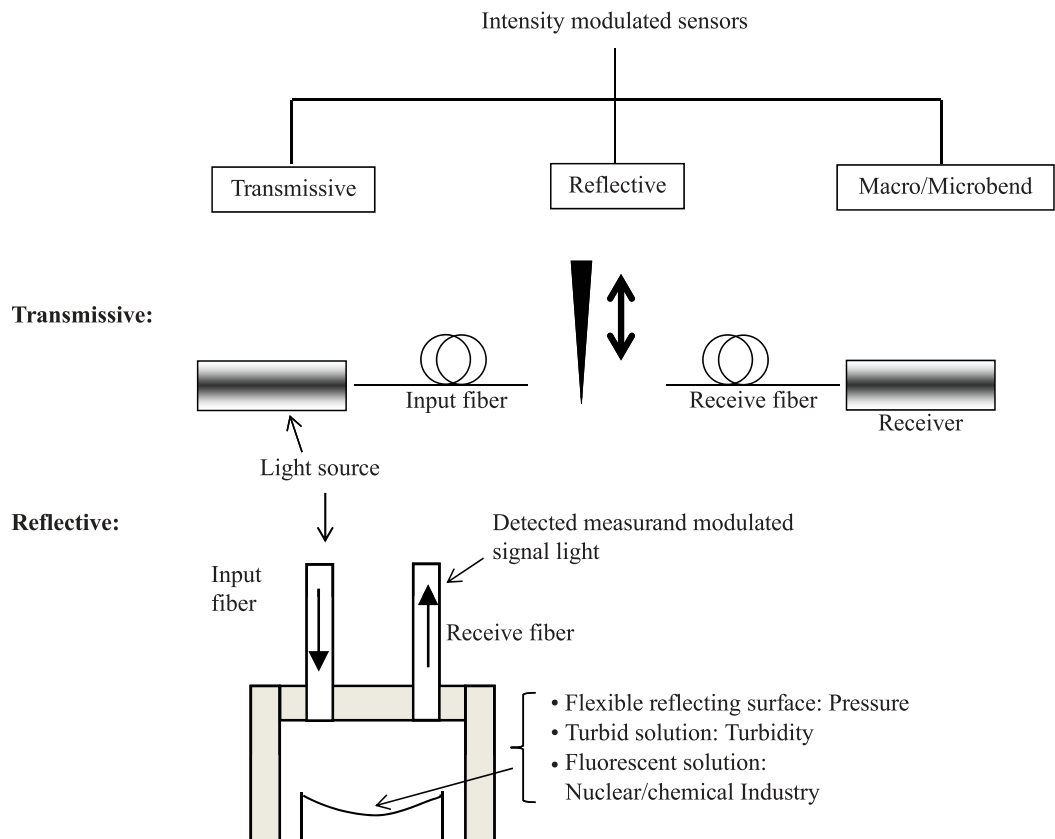 Intensity modulated sensors
Transmissive
Reflective
Macro/Microbend
Transmissive:
Input fiber
Receive fiber
Receiver
Light source
Reflective:
Detected measurand modulated
signal light
Input
fiber
Receive fiber
• Flexible reflecting surface: Pressure
• Turbid solution: Turbidity
• Fluorescent solution:
Nuclear/chemical Industry